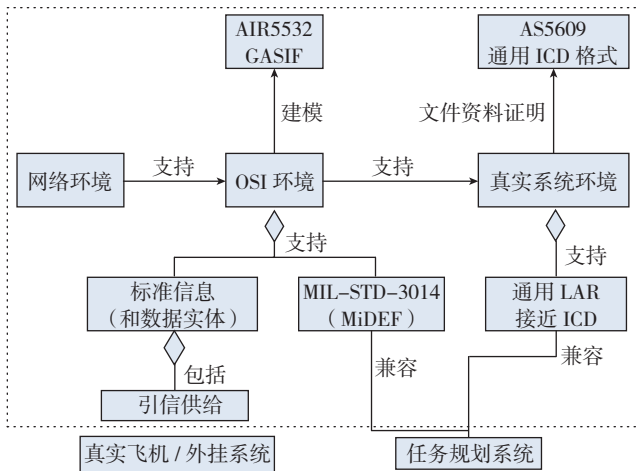 AIR5532
GASIF
AS5609
通用 ICD 格式
建模
文件资料证明
网络环境
支持
OSI 环境
支持
真实系统环境
支持
支持
标准信息
（和数据实体）
MIL-STD-3014
（MiDEF）
通用 LAR
接近 ICD
包括
兼容
兼容
引信供给
真实飞机 / 外挂系统
任务规划系统